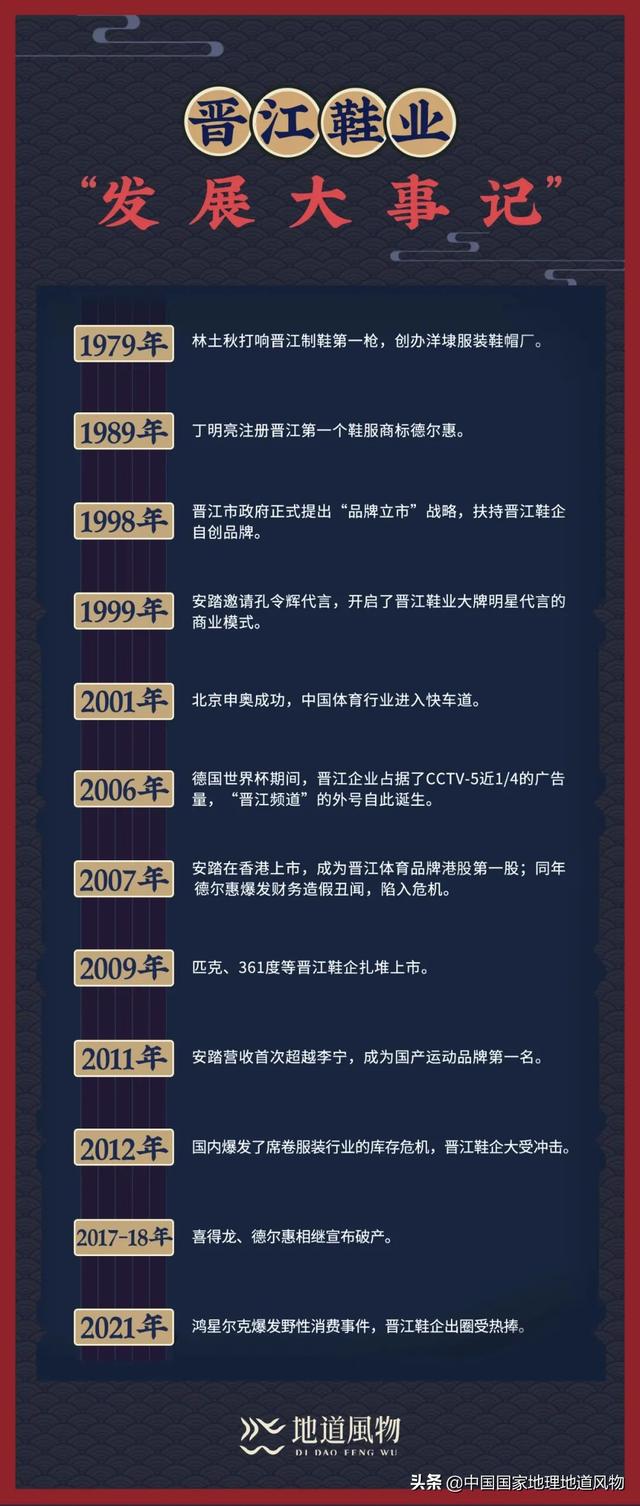 晋江鞋业
“发展大事记”
1979年
林土秋打响晋江制鞋第一枪，创办洋埭服装鞋帽厂。
1989年
丁明亮注册晋江第一个鞋服商标德尔惠。
1998年
晋江市政府正式提出“品牌立市”战略，扶持晋江鞋企
自创品牌。
1999年
安踏邀请孔令辉代言，开启了晋江鞋业大牌明星代言的
商业模式。
2001年
北京申奥成功，中国体育行业进入快车道。
2006年
德国世界杯期间，晋江企业占据了CCTV-5近1/4的广告
量，“晋江频道”的外号自此诞生。
2007年
安踏在香港上市，成为晋江体育品牌港股第一股；同年
德尔惠爆发财务造假丑闻，陷入危机。
2009年
匹克、361度等晋江鞋企扎堆上市。
2011年
安踏营收首次超越李宁，成为国产运动品牌第一名。
2012年
国内爆发了席卷服装行业的库存危机，晋江鞋企大受冲击。
2017-18年
喜得龙、德尔惠相继宣布破产。
2021年
鸿星尔克爆发野性消费事件，晋江鞋企出圈受热捧。
地道風物
DI DAO FENG WU
头条 @中国国家地理地道风物